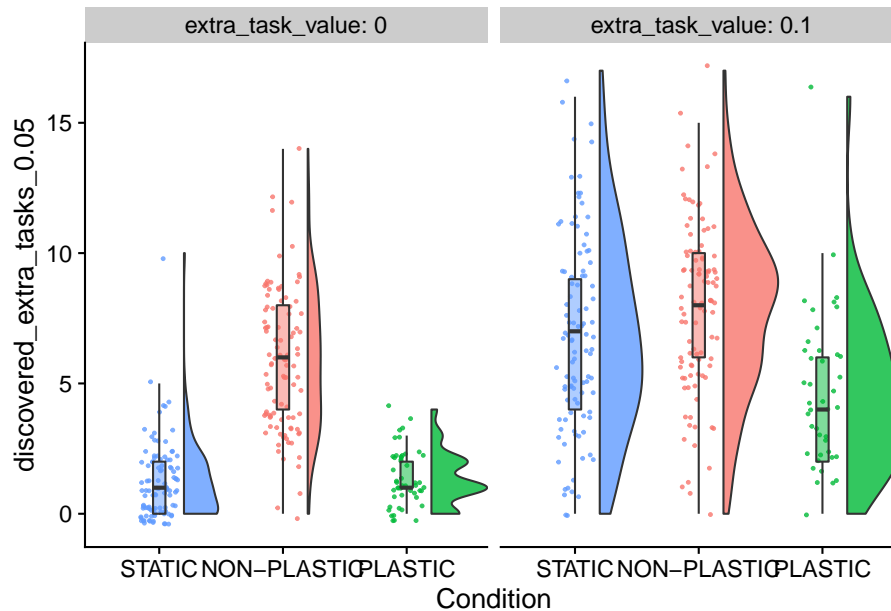 extra_task_value: 0
extra_task_value: 0.1
discovered_extra_tasks_0.05
15
10
5
0
STATIC NON−PLASTIC PLASTIC
STATIC NON−PLASTIC PLASTIC
Condition